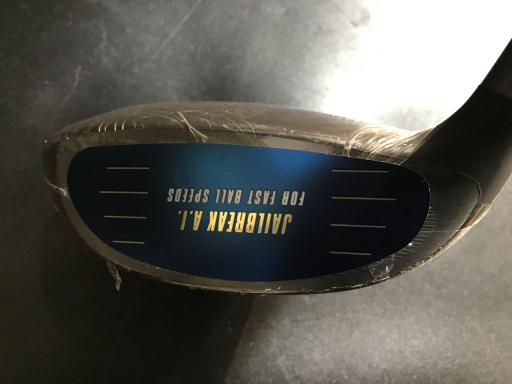 JAILBREAK A.I.
FOR FAST BALL SPEEDS